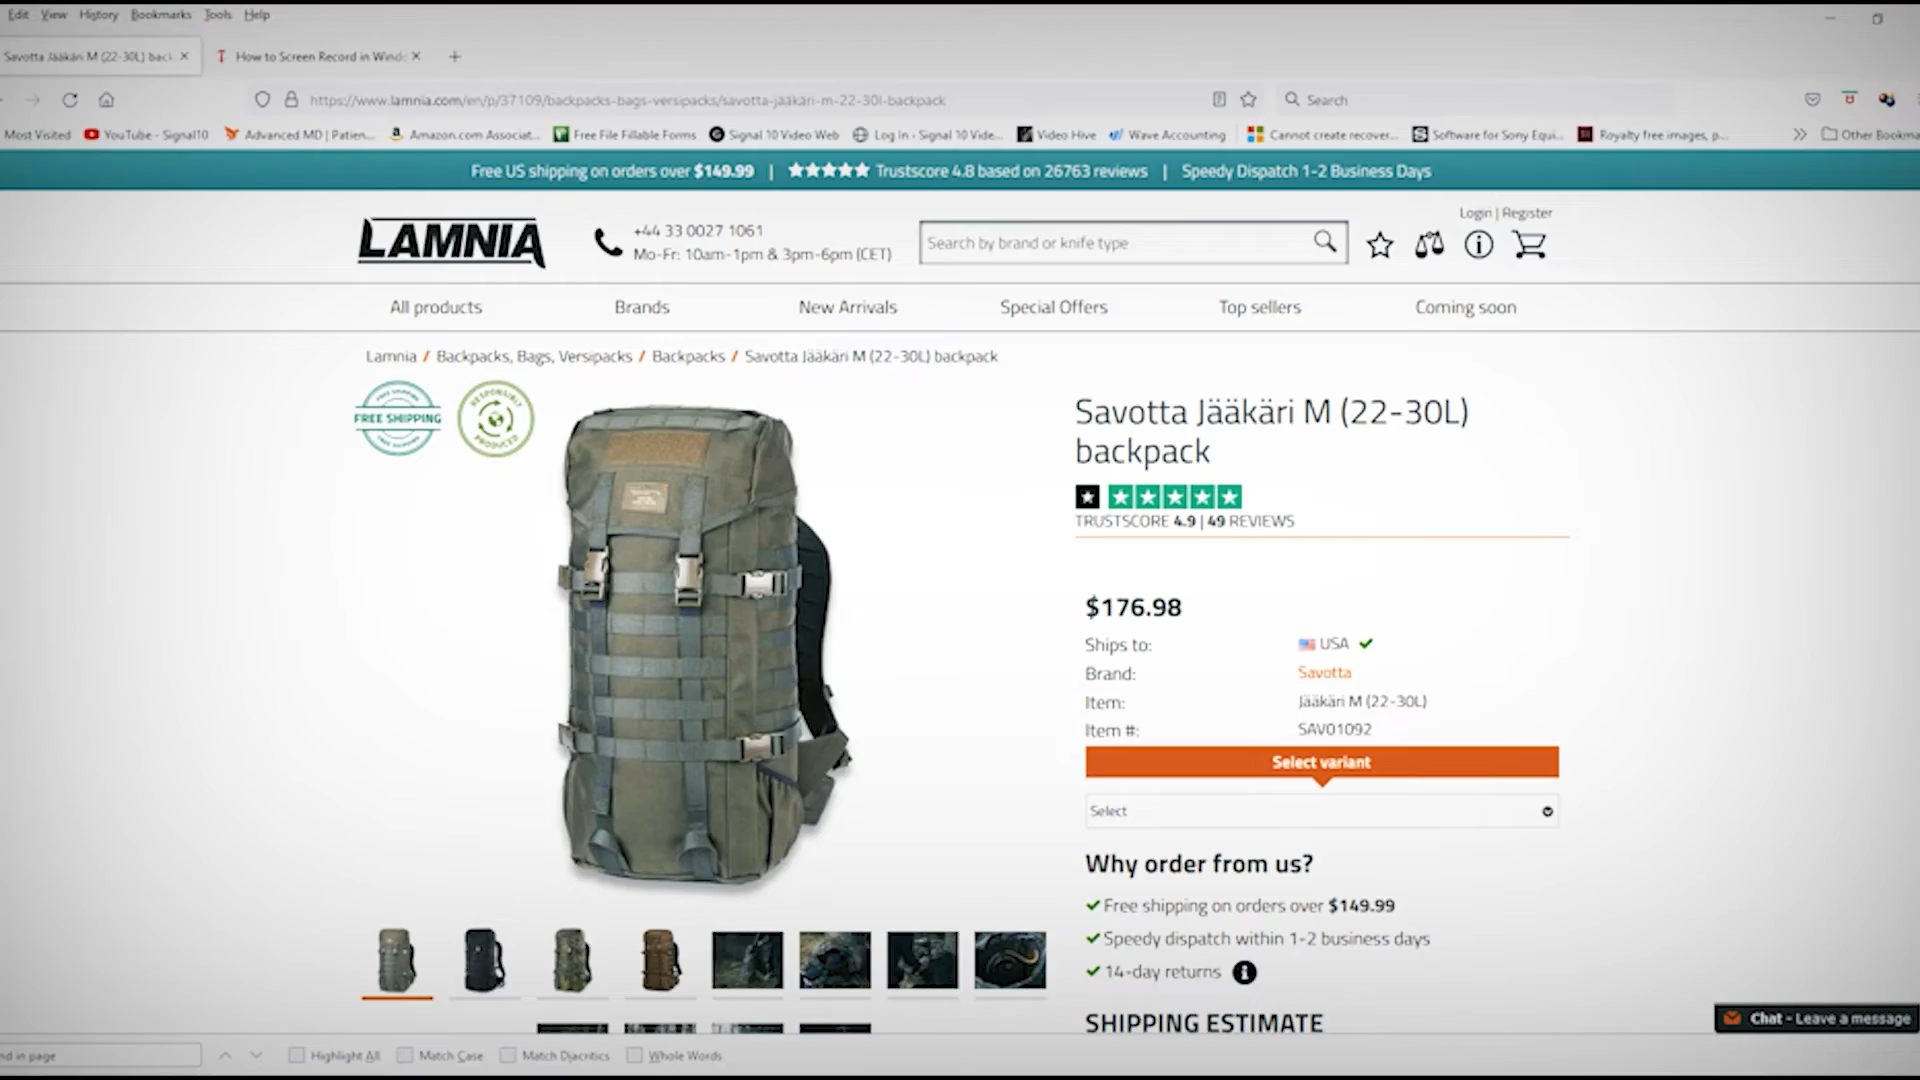 Edit View History Bookmarks Tools Help
Savotta Jääkäri M (22-30L) back
How to Screen Record in Windo
https://www.lamnia.com/en/p/37109/backpacks-bags-versipacks/savotta-jääkäri-m-22-30l-backpack
Search
Most Visited YouTube - Signal10 Advanced MD | Patien... Amazon.com Associat... Free File Fillable Forms Signal 10 Video Web Log In ‹ Signal 10 Vide... Video Hive Wave Accounting Cannot create recover... Software for Sony Equi... Royalty free images, p... Other Bookma
Free US shipping on orders over $149.99 | Trustscore 4.8 based on 26763 reviews | Speedy Dispatch 1-2 Business Days
Login | Register
LAMNIA
+44 33 0027 1061
Mo-Fr: 10am-1pm & 3pm-6pm (CET)
Search by brand or knife type
All products Brands New Arrivals Special Offers Top sellers Coming soon
Lamnia / Backpacks, Bags, Versipacks / Backpacks / Savotta Jääkäri M (22-30L) backpack
FREE SHIPPING
FREE SHIPPING
FREE SHIPPING
RESPONSIBLY
PRODUCED
Savotta Jääkäri M (22-30L)
backpack
TRUSTSCORE 4.9 | 49 REVIEWS
$176.98
Ships to: USA
Brand: Savotta
Item: Jääkäri M (22-30L)
Item #: SAV01092
Select variant
Select
Why order from us?
Free shipping on orders over $149.99
Speedy dispatch within 1-2 business days
14-day returns
SHIPPING ESTIMATE
Chat - Leave a message
nd in page
Highlight All Match Case Match Diacritics Whole Words